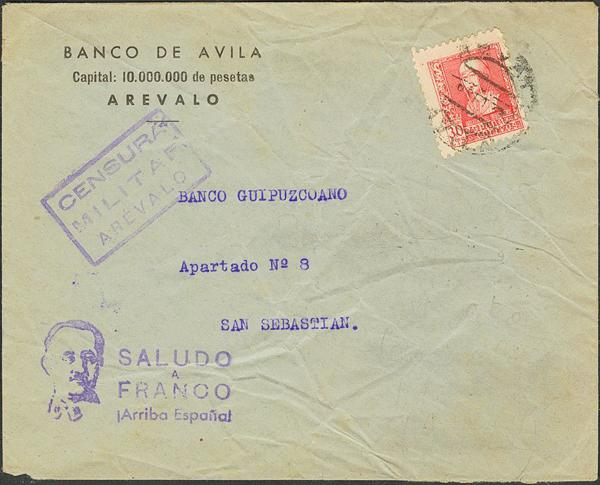 BANCO DE AVILA
Capital: 10.000.000 de pesetas
AREVALO
30
CENSURA
MILITAR
AREVALO
BANCO GUIPUZCOANO
Apartado Nº 8
SAN SEBASTIAN.
SALUDO
A
FRANCO
¡Arriba España!